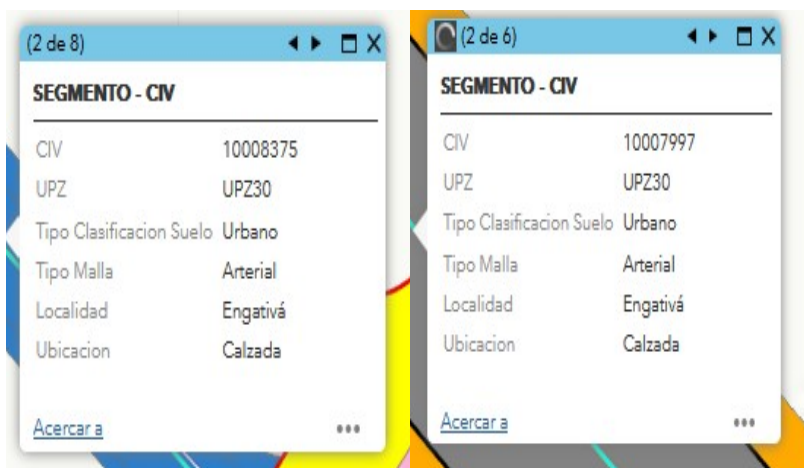 (2 de 8)
SEGMENTO - CIV
CIV 10008375
UPZ UPZ30
Tipo Clasificacion Suelo Urbano
Tipo Malla Arterial
Localidad Engativá
Ubicacion Calzada
Acercar a
(2 de 6)
SEGMENTO - CIV
CIV 10007997
UPZ UPZ30
Tipo Clasificacion Suelo Urbano
Tipo Malla Arterial
Localidad Engativá
Ubicacion Calzada
Acercar a